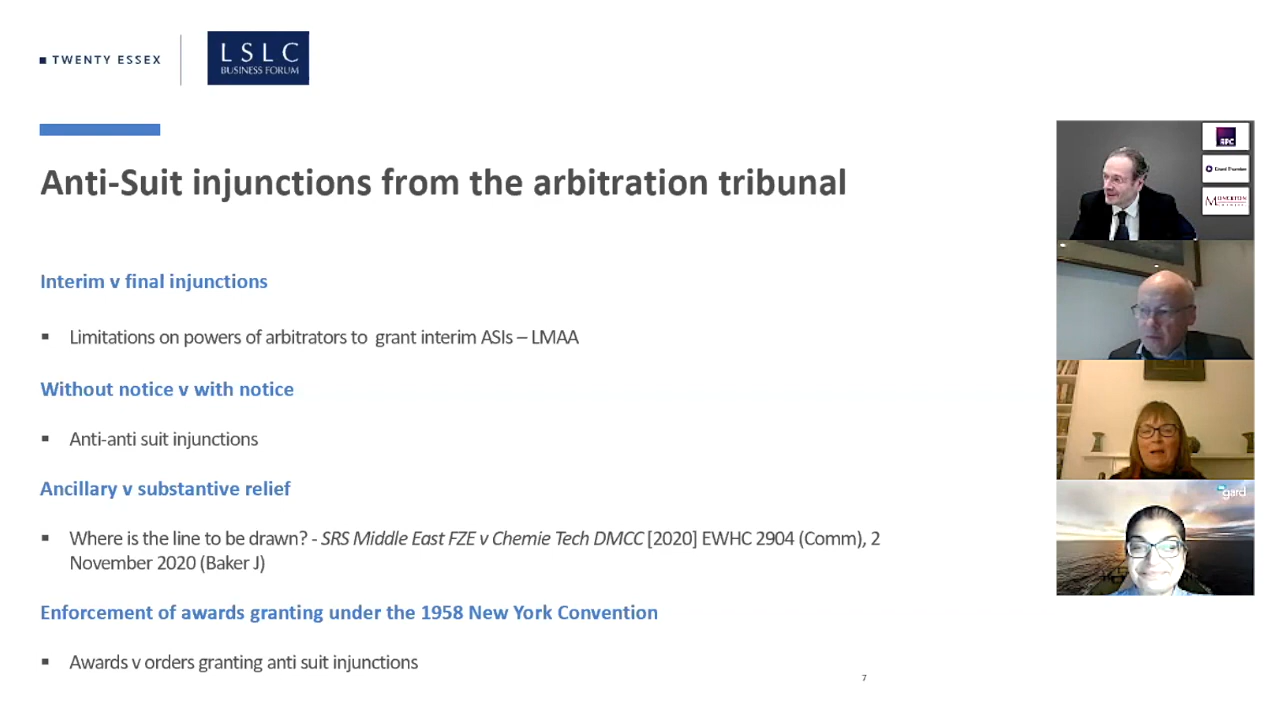 TWENTY ESSEX
LSLC
BUSINESS FORUM
Anti-Suit injunctions from the arbitration tribunal
Interim v final injunctions
▪ Limitations on powers of arbitrators to grant interim ASIs – LMAA
Without notice v with notice
▪ Anti-anti suit injunctions
Ancillary v substantive relief
▪ Where is the line to be drawn? - SRS Middle East FZE v Chemie Tech DMCC [2020] EWHC 2904 (Comm), 2
November 2020 (Baker J)
Enforcement of awards granting under the 1958 New York Convention
▪ Awards v orders granting anti suit injunctions
7
RPC
Grant Thornton
MONCKTON
gard